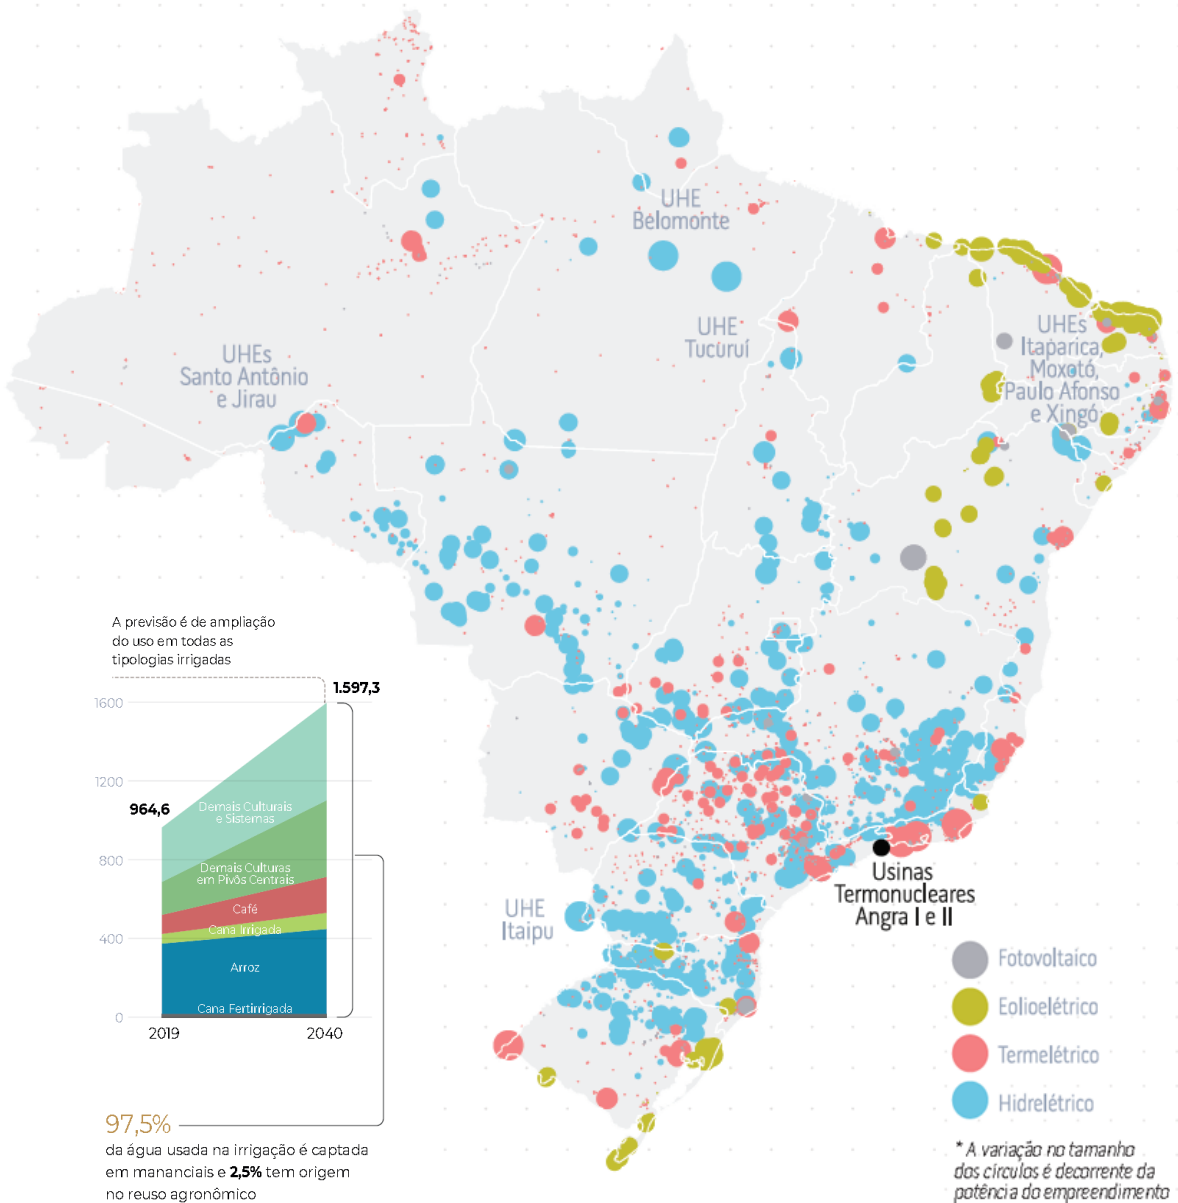 UHE
Belomonte
UHE
Tucuruí
UHEs
Santo Antônio
e Jirau
UHEs
Itaparica,
Moxotó,
Paulo Afonso
e Xingó
A previsão é de ampliação
do uso em todas as
tipologias irrigadas
1.597,3
1600
1200
964,6
Demais Culturais
e Sistemas
800
Demais Culturas
em Pivôs Centrais
Café
Cana Irrigada
400
Arroz
Cana Fertirrigada
0
2019
2040
97,5%
da água usada na irrigação é captada
em mananciais e 2,5% tem origem
no reuso agronômico
UHE
Itaipu
Usinas
Termonucleares
Angra I e II
Fotovoltaico
Eolioelétrico
Termelétrico
Hidrelétrico
* A variação no tamanho
dos círculos é decorrente da
potência do empreendimento